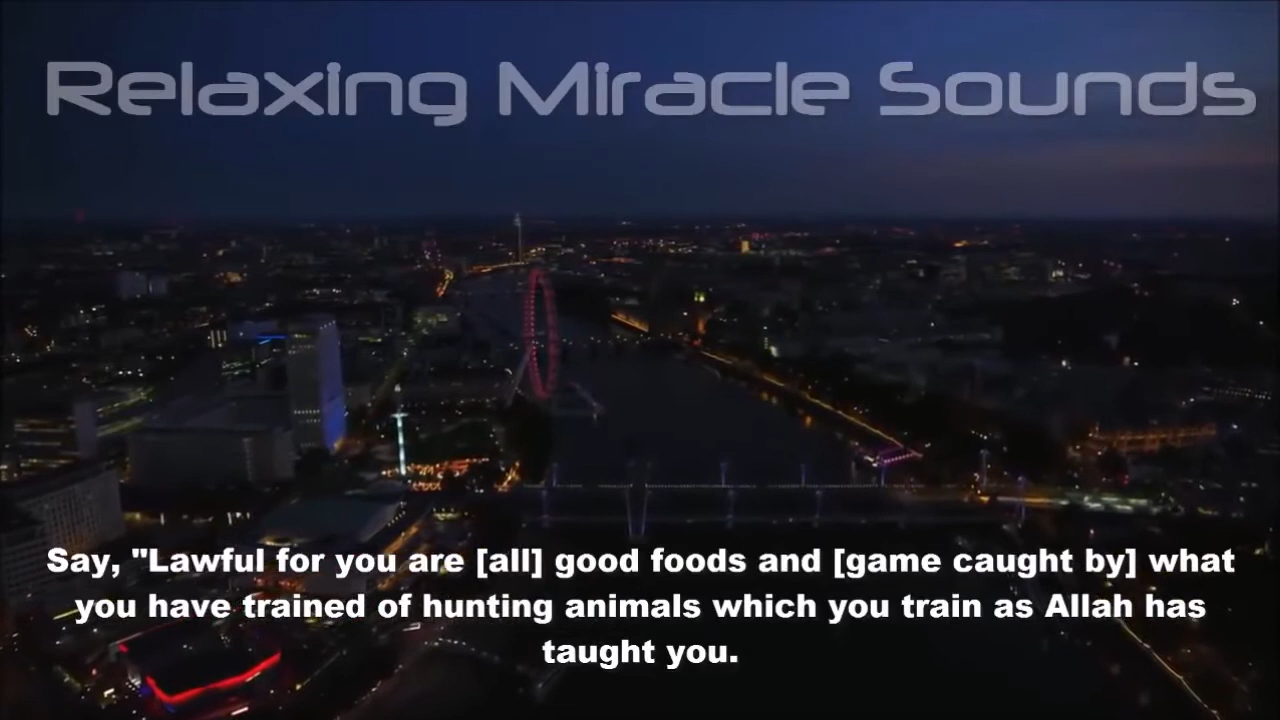 Relaxing Miracle Sounds
Say, "Lawful for you are [all] good foods and [game caught by] what
you have trained of hunting animals which you train as Allah has
taught you.